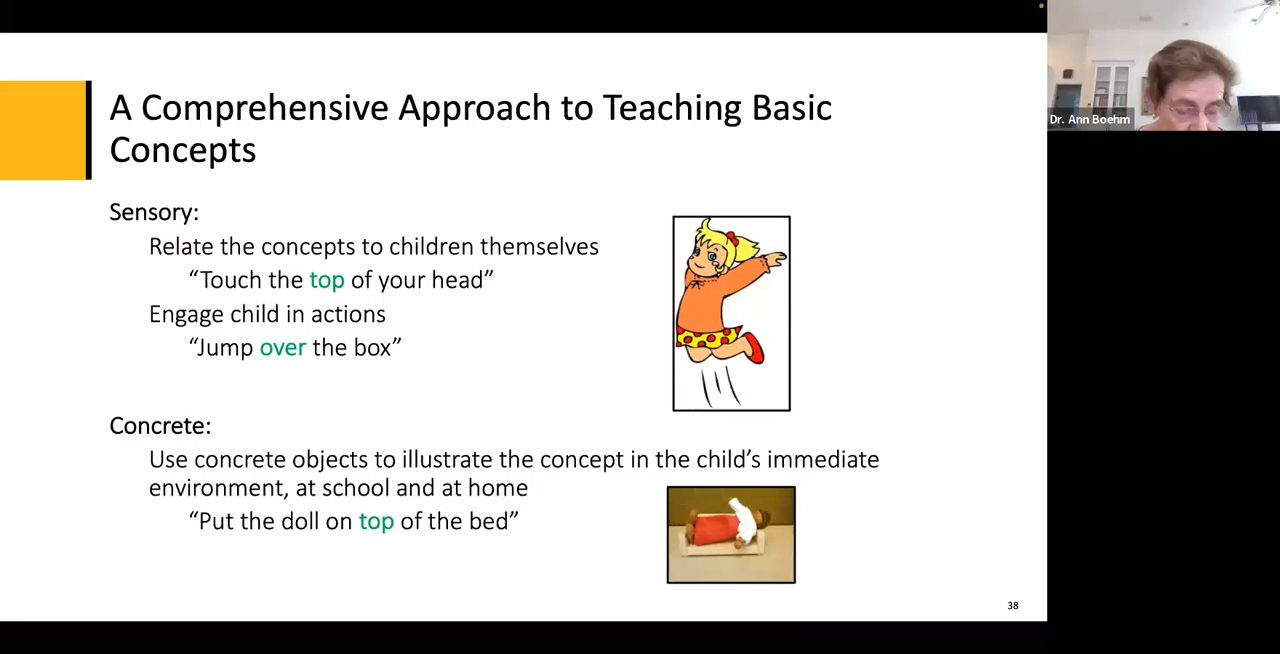 A Comprehensive Approach to Teaching Basic
Concepts
Sensory:
Relate the concepts to children themselves
“Touch the top of your head”
Engage child in actions
“Jump over the box”
Concrete:
Use concrete objects to illustrate the concept in the child’s immediate
environment, at school and at home
“Put the doll on top of the bed”
38
Dr. Ann Boehm